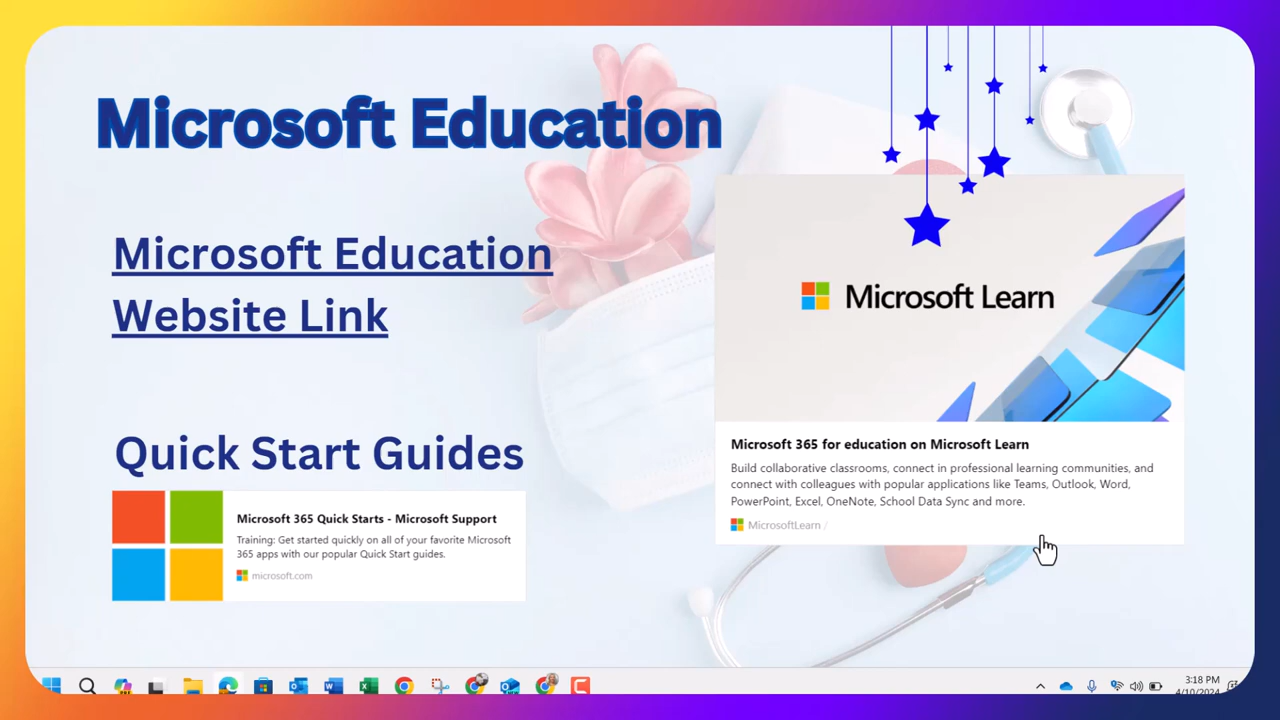 Microsoft Education
Microsoft Education
Website Link
Quick Start Guides
Microsoft 365 Quick Starts - Microsoft Support
Training: Get started quickly on all of your favorite Microsoft
365 apps with our popular Quick Start guides.
microsoft.com
Microsoft Learn
Microsoft 365 for education on Microsoft Learn
Build collaborative classrooms, connect in professional learning communities, and
connect with colleagues with popular applications like Teams, Outlook, Word,
PowerPoint, Excel, OneNote, School Data Sync and more.
MicrosoftLearn /
3:18 PM
4/10/2024